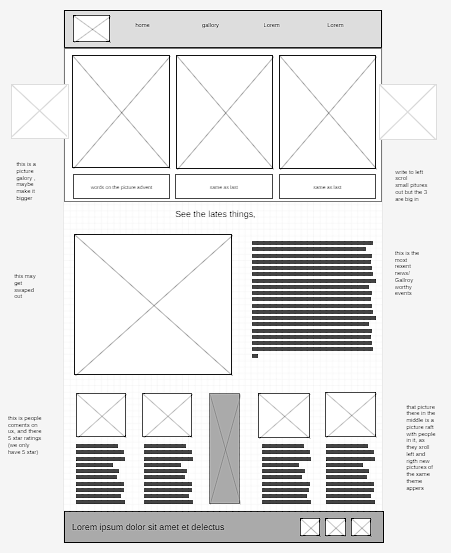 home gallory Lorem Lorem
words on the picture advent same as last same as last
this is a
picture
galory ,
maybe
make it
bigger
write to left
scrol
small pitures
out but the 3
are big in
See the lates things,
this may
get
swaped
out
this is the
most
resent
news/
Gallroy
worthy
events
this is people
coments on
us, and there
5 star ratings
(we only
have 5 star)
that picture
there in the
middle is a
picture raft
with people
in it, as
they sroll
left and
rigth new
pictures of
the same
theme
appers
Lorem ipsum dolor sit amet et delectus